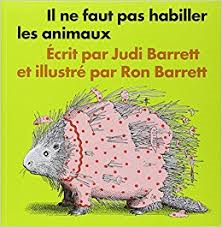 Il ne faut pas habiller
les animaux
Écrit par Judi Barrett
et illustré par Ron Barrett